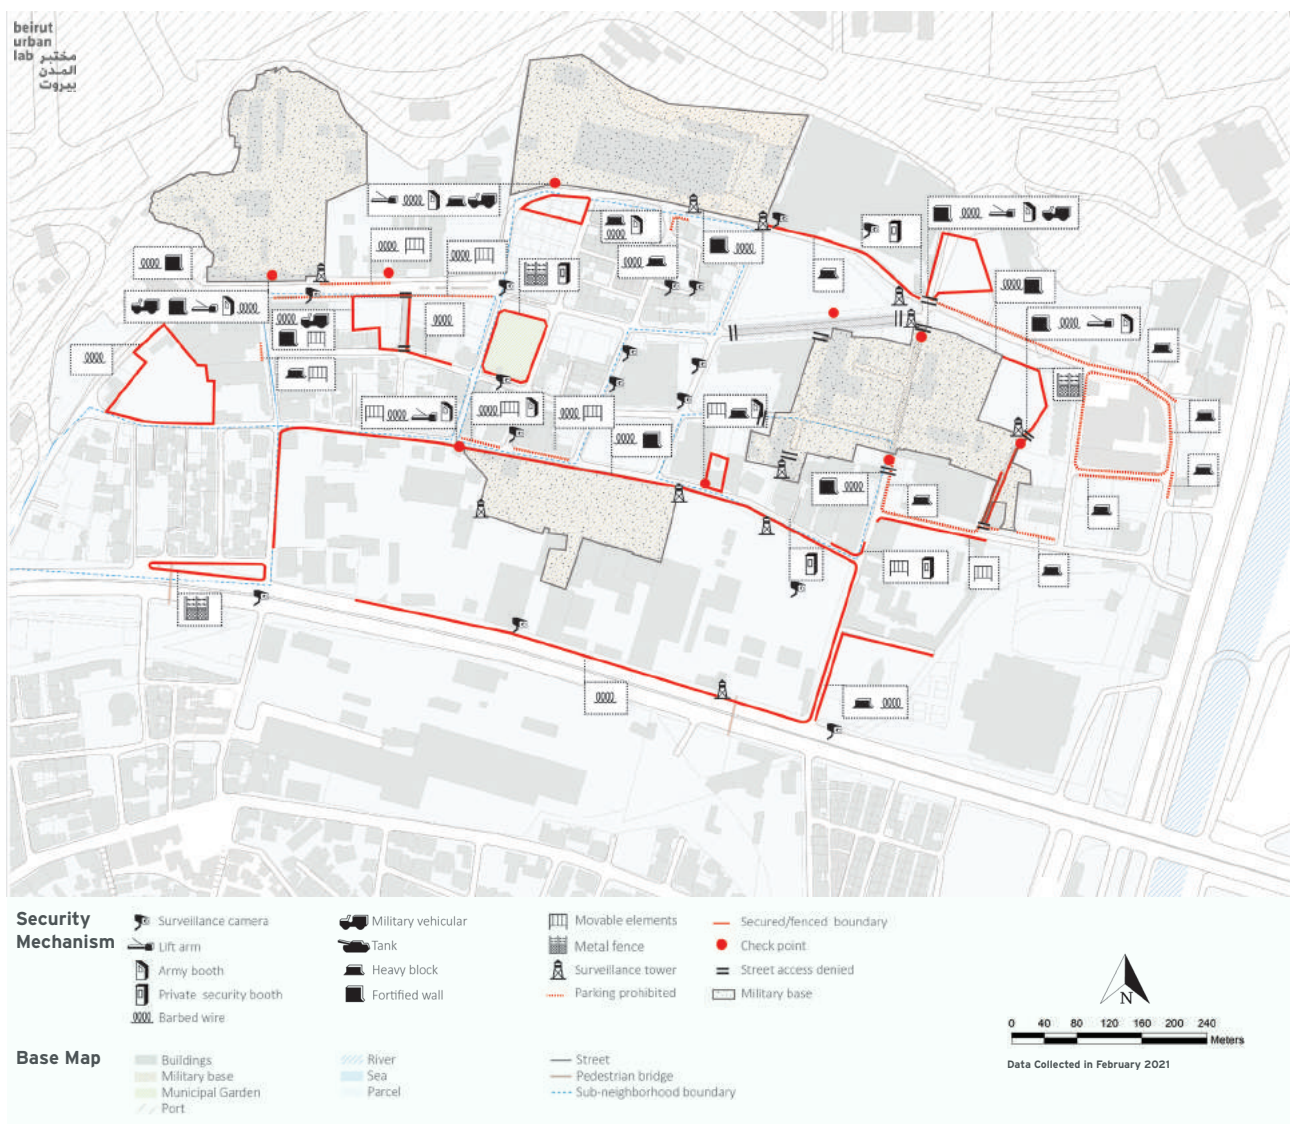 beirut
urban
lab مختبر
المدن
بيروت
Security
Mechanism
Surveillance camera
Lift arm
Army booth
Private security booth
Barbed wire
Military vehicular
Tank
Heavy block
Fortified wall
Movable elements
Metal fence
Surveillance tower
Parking prohibited
Secured/fenced boundary
Check point
Street access denied
Military base
N
0 40 80 120 160 200 240
Meters
Data Collected in February 2021
Base Map
Buildings
Military base
Municipal Garden
Port
River
Sea
Parcel
Street
Pedestrian bridge
Sub-neighborhood boundary